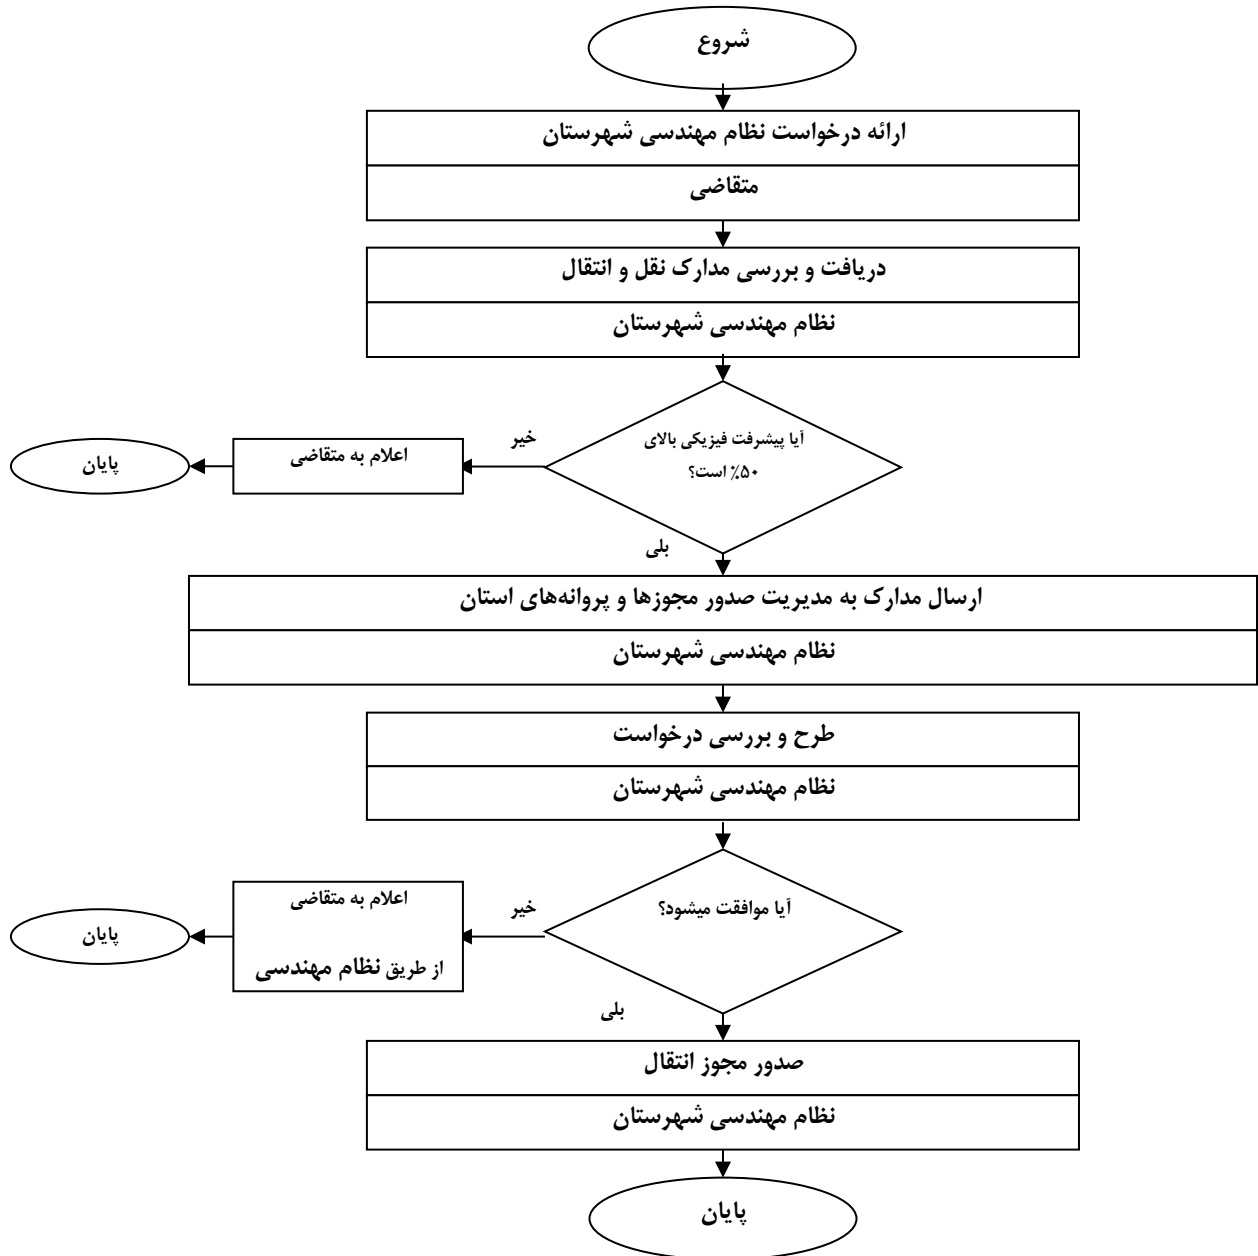 شروع
ارائه درخواست نظام مهندسی شهرستان
متقاضی
دریافت و بررسی مدارک نقل و انتقال
نظام مهندسی شهرستان
آیا پیشرفت فیزیکی بالای
۵۰٪ است؟
خیر
اعلام به متقاضی
پایان
بلی
ارسال مدارک به مدیریت صدور مجوزها و پروانه‌های استان
نظام مهندسی شهرستان
طرح و بررسی درخواست
نظام مهندسی شهرستان
آیا موافقت میشود؟
خیر
اعلام به متقاضی
از طریق نظام مهندسی
پایان
بلی
صدور مجوز انتقال
نظام مهندسی شهرستان
پایان